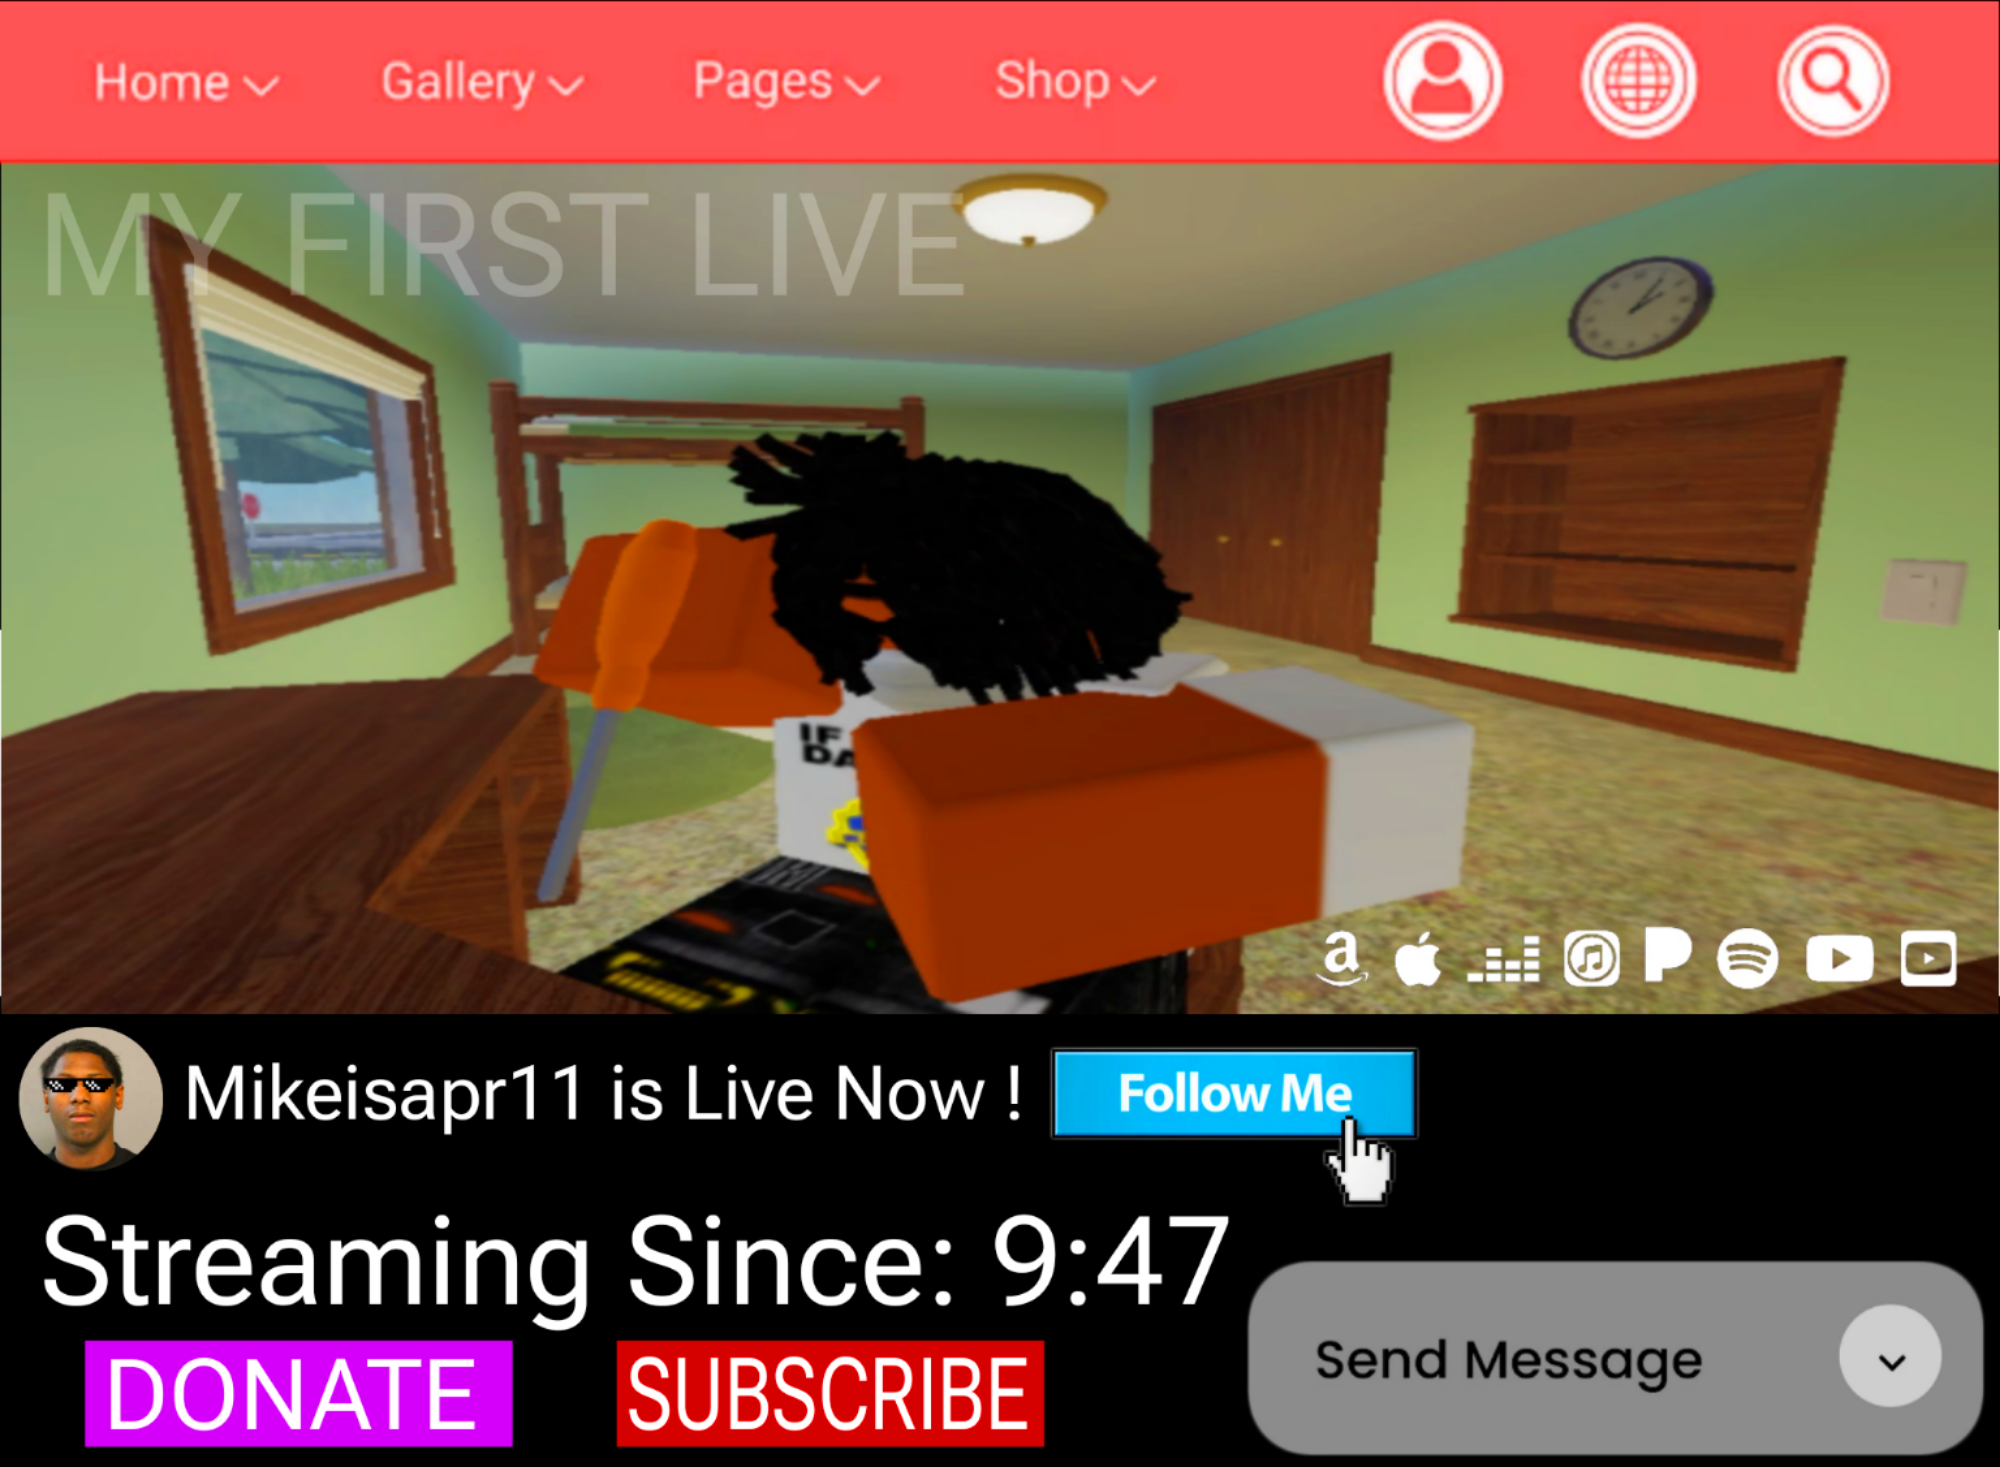 Home
Gallery
Pages
Shop
MY FIRST LIVE
IF
DA
Mikeisapr11 is Live Now !
Follow Me
Streaming Since: 9:47
DONATE
SUBSCRIBE
Send Message